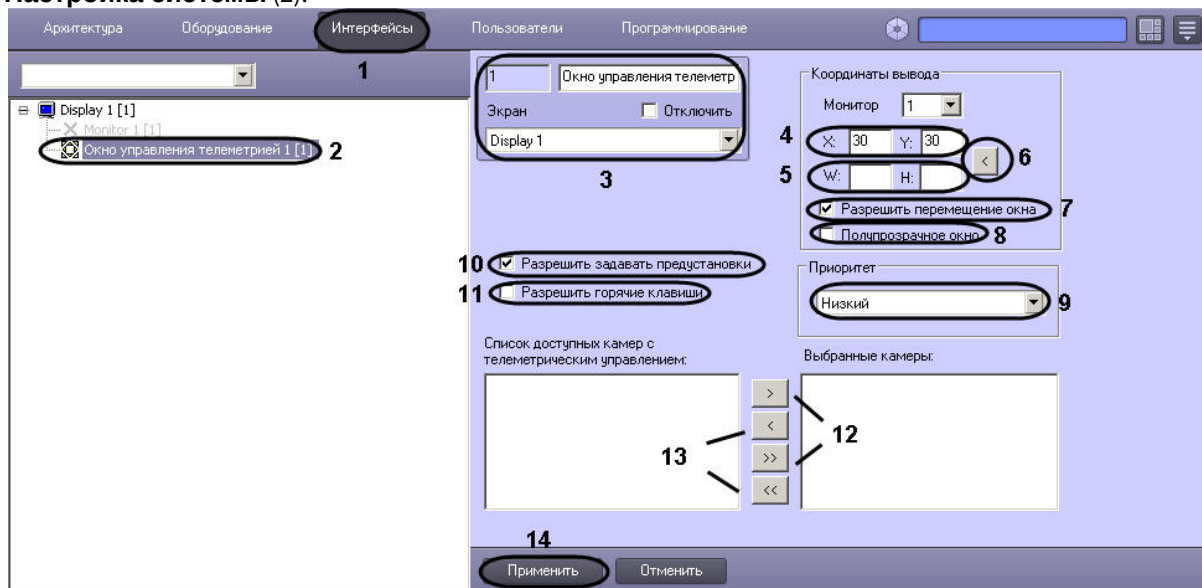 Настройка системы (2).
Архитектура Оборудование Интерфейсы Пользователи Программирование
1
Display 1 [1]
Monitor 1 [1]
Окно управления телеметрией 1 [1] 2
1 Окно управления телеметр
Экран Отключить
Display 1
3
Координаты вывода
Монитор 1
4 X: 30 Y: 30
5 W: H:
< 6
Разрешить перемещение окна 7
Полупрозрачное окно 8
10 Разрешить задавать предустановки
11 Разрешить горячие клавиши
Приоритет
Низкий 9
Список доступных камер с
телеметрическим управлением:
Выбранные камеры:
>
<
>>
<<
12
13
14
Применить Отменить